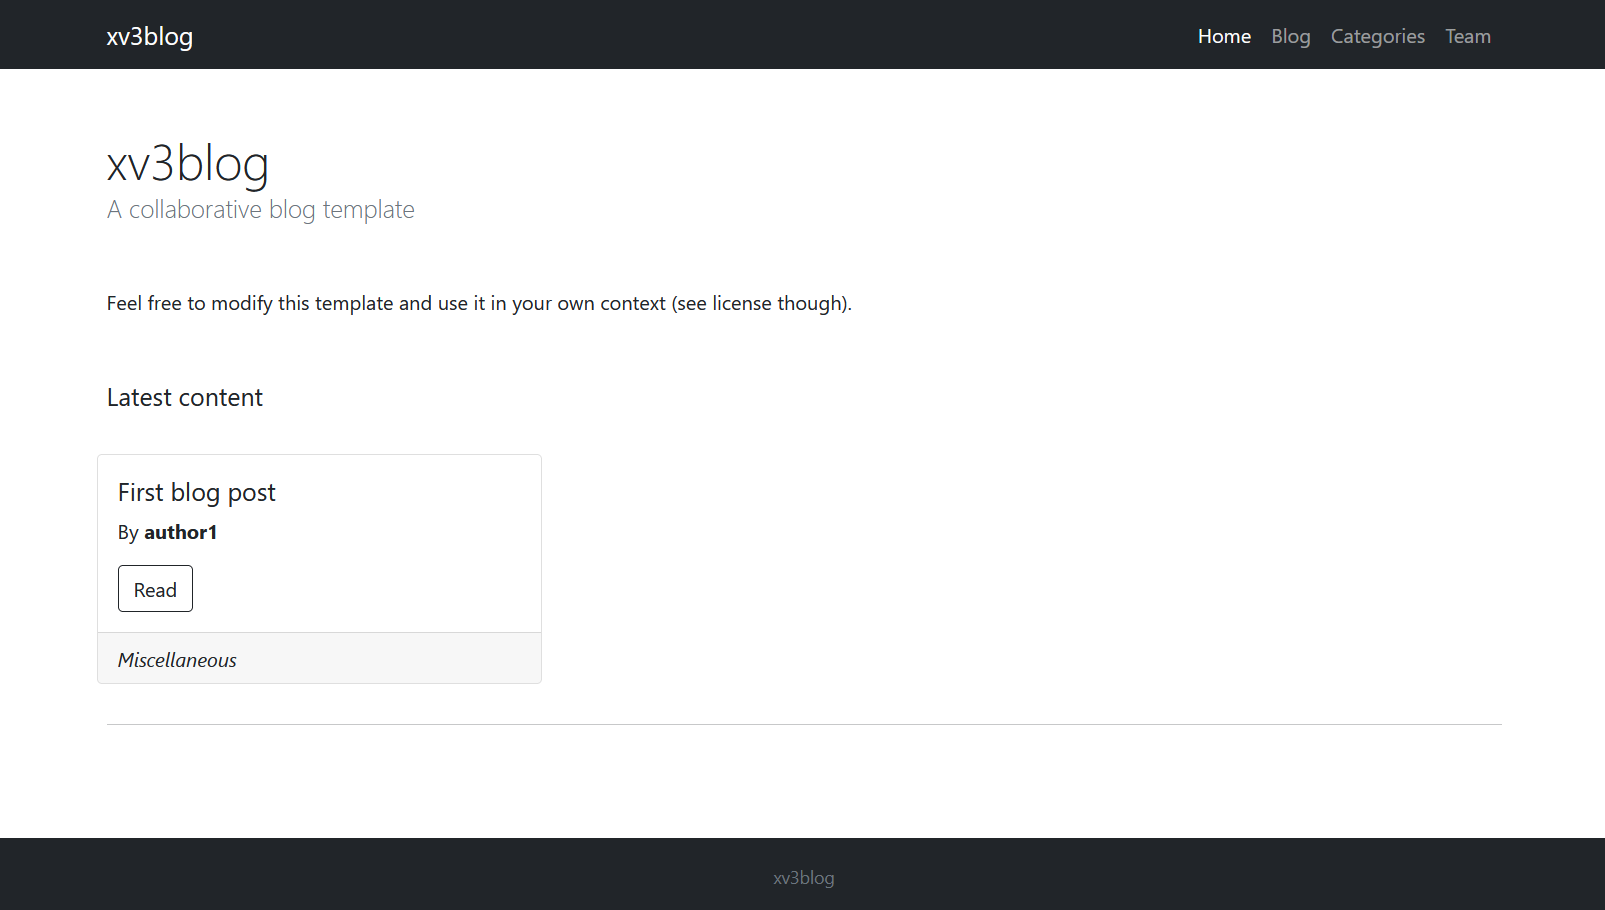 xv3blog
Home Blog Categories Team
xv3blog
A collaborative blog template
Feel free to modify this template and use it in your own context (see license though).
Latest content
First blog post
By author1
Read
Miscellaneous
xv3blog